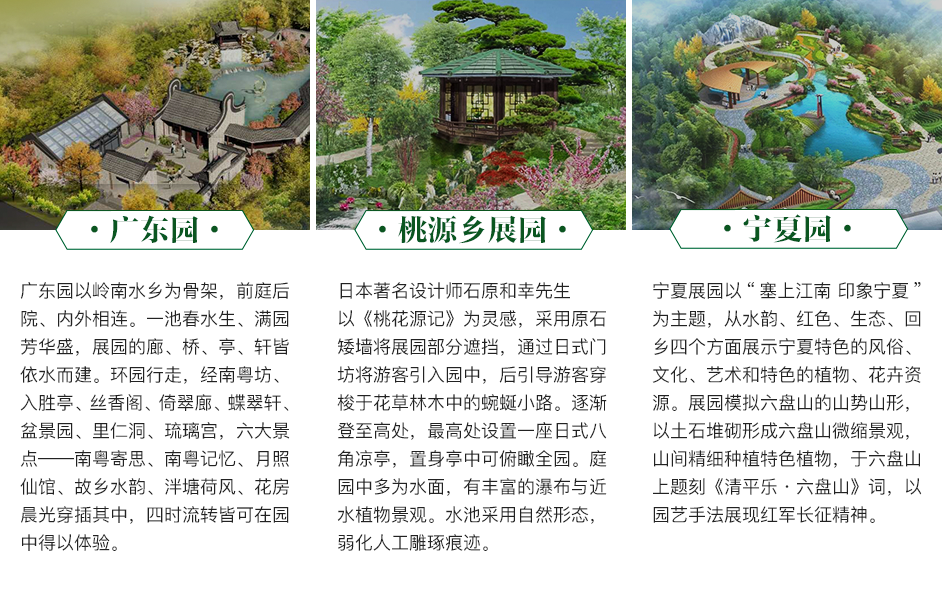 ·广东园·
广东园以岭南水乡为骨架，前庭后
院、内外相连。一池春水生、满园
芳华盛，展园的廊、桥、亭、轩皆
依水而建。环园行走，经南粤坊、
入胜亭、丝香阁、倚翠廊、蝶翠轩、
盆景园、里仁洞、琉璃宫，六大景
点——南粤寄思、南粤记忆、月照
仙馆、故乡水韵、泮塘荷风、花房
晨光穿插其中，四时流转皆可在园
中得以体验。
·桃源乡展园·
日本著名设计师石原和幸先生
以《桃花源记》为灵感，采用原石
矮墙将展园部分遮挡，通过日式门
坊将游客引入园中，后引导游客穿
梭于花草林木中的蜿蜒小路。逐渐
登至高处，最高处设置一座日式八
角凉亭，置身亭中可俯瞰全园。庭
园中多为水面，有丰富的瀑布与近
水植物景观。水池采用自然形态，
弱化人工雕琢痕迹。
·宁夏园·
宁夏展园以“塞上江南 印象宁夏”
为主题，从水韵、红色、生态、回
乡四个方面展示宁夏特色的风俗、
文化、艺术和特色的植物、花卉资
源。展园模拟六盘山的山势山形，
以土石堆砌形成六盘山微缩景观，
山间精细种植特色植物，于六盘山
上题刻《清平乐·六盘山》词，以
园艺手法展现红军长征精神。